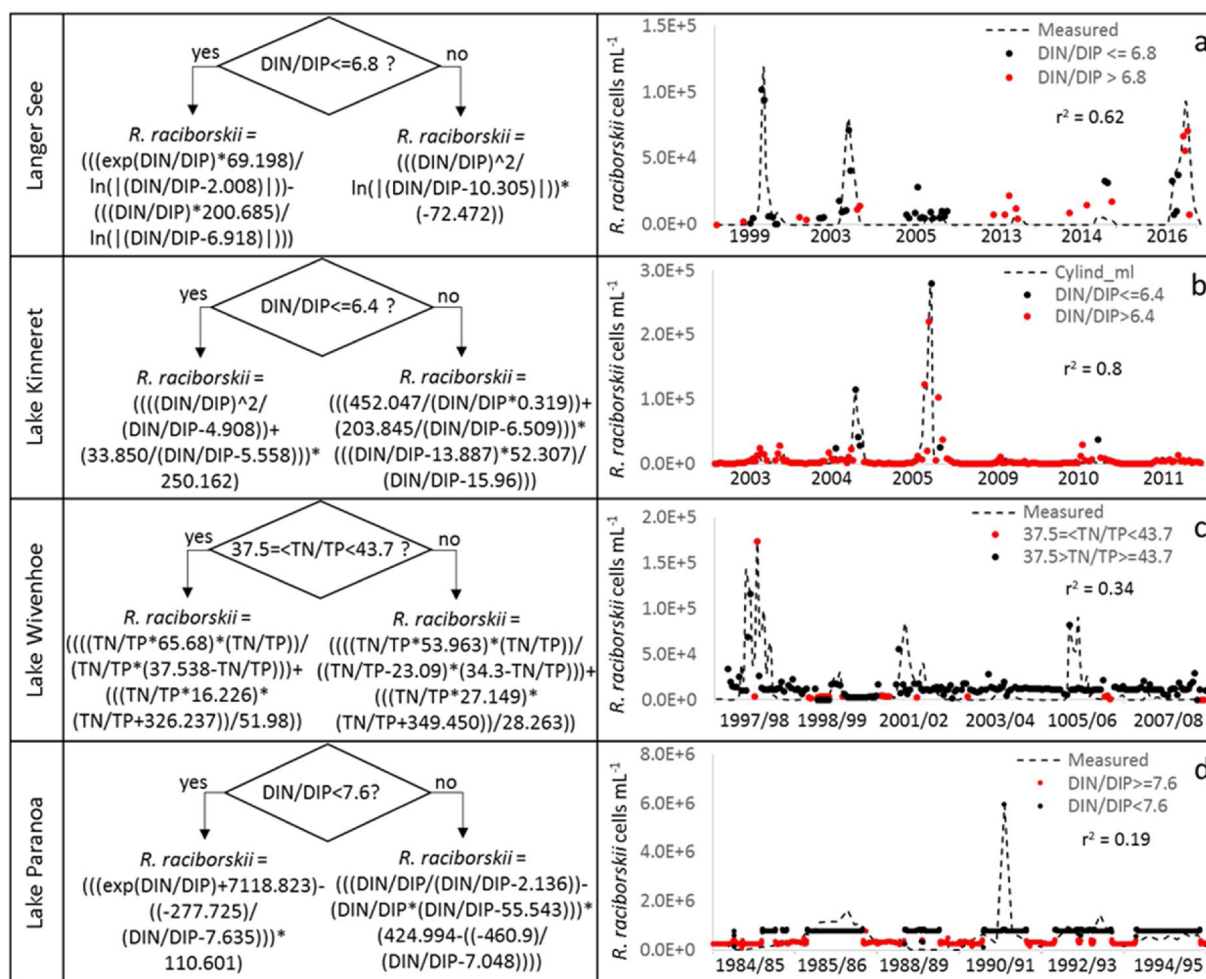 Langer See
yes
no
DIN/DIP<=6.8 ?
R. raciborskii =
(((exp(DIN/DIP)*69.198)/
ln(|(DIN/DIP-2.008)|))-
(((DIN/DIP)*200.685)/
ln(|(DIN/DIP-6.918)|)))
R. raciborskii =
(((DIN/DIP)^2/
ln(|(DIN/DIP-10.305)|))*
(-72.472))
R. raciborskii cells mL-1
1.5E+5
1.0E+5
5.0E+4
0.0E+0
Measured
DIN/DIP <= 6.8
DIN/DIP > 6.8
a
r² = 0.62
1999 2003 2005 2013 2014 2016
Lake Kinneret
yes
no
DIN/DIP<=6.4 ?
R. raciborskii =
((((DIN/DIP)^2/
(DIN/DIP-4.908))+
(33.850/(DIN/DIP-5.558)))*
250.162)
R. raciborskii =
(((452.047/(DIN/DIP*0.319))+
(203.845/(DIN/DIP-6.509)))*
(((DIN/DIP-13.887)*52.307)/
(DIN/DIP-15.96)))
R. raciborskii cells mL-1
3.0E+5
2.0E+5
1.0E+5
0.0E+0
Cylind_ml
DIN/DIP<=6.4
DIN/DIP>6.4
b
r² = 0.8
2003 2004 2005 2009 2010 2011
Lake Wivenhoe
yes
no
37.5=<TN/TP<43.7 ?
R. raciborskii =
((((TN/TP*65.68)*(TN/TP))/
(TN/TP*(37.538-TN/TP)))+
(((TN/TP*16.226)*
(TN/TP+326.237))/51.98))
R. raciborskii =
((((TN/TP*53.963)*(TN/TP))/
((TN/TP-23.09)*(34.3-TN/TP)))+
(((TN/TP*27.149)*
(TN/TP+349.450))/28.263))
R. raciborskii cells mL-1
2.0E+5
1.5E+5
1.0E+5
5.0E+4
0.0E+0
Measured
37.5=<TN/TP<43.7
37.5>TN/TP>=43.7
c
r² = 0.34
1997/98 1998/99 2001/02 2003/04 1005/06 2007/08
Lake Paranoa
yes
no
DIN/DIP<7.6?
R. raciborskii =
(((exp(DIN/DIP)+7118.823)-
((-277.725)/
(DIN/DIP-7.635)))*
110.601)
R. raciborskii =
(((DIN/DIP/(DIN/DIP-2.136))-
(DIN/DIP*(DIN/DIP-55.543)))*
(424.994-((-460.9)/
(DIN/DIP-7.048))))
R. raciborskii cells mL-1
8.0E+6
6.0E+6
4.0E+6
2.0E+6
0.0E+0
Measured
DIN/DIP>=7.6
DIN/DIP<7.6
d
r² = 0.19
1984/85 1985/86 1988/89 1990/91 1992/93 1994/95